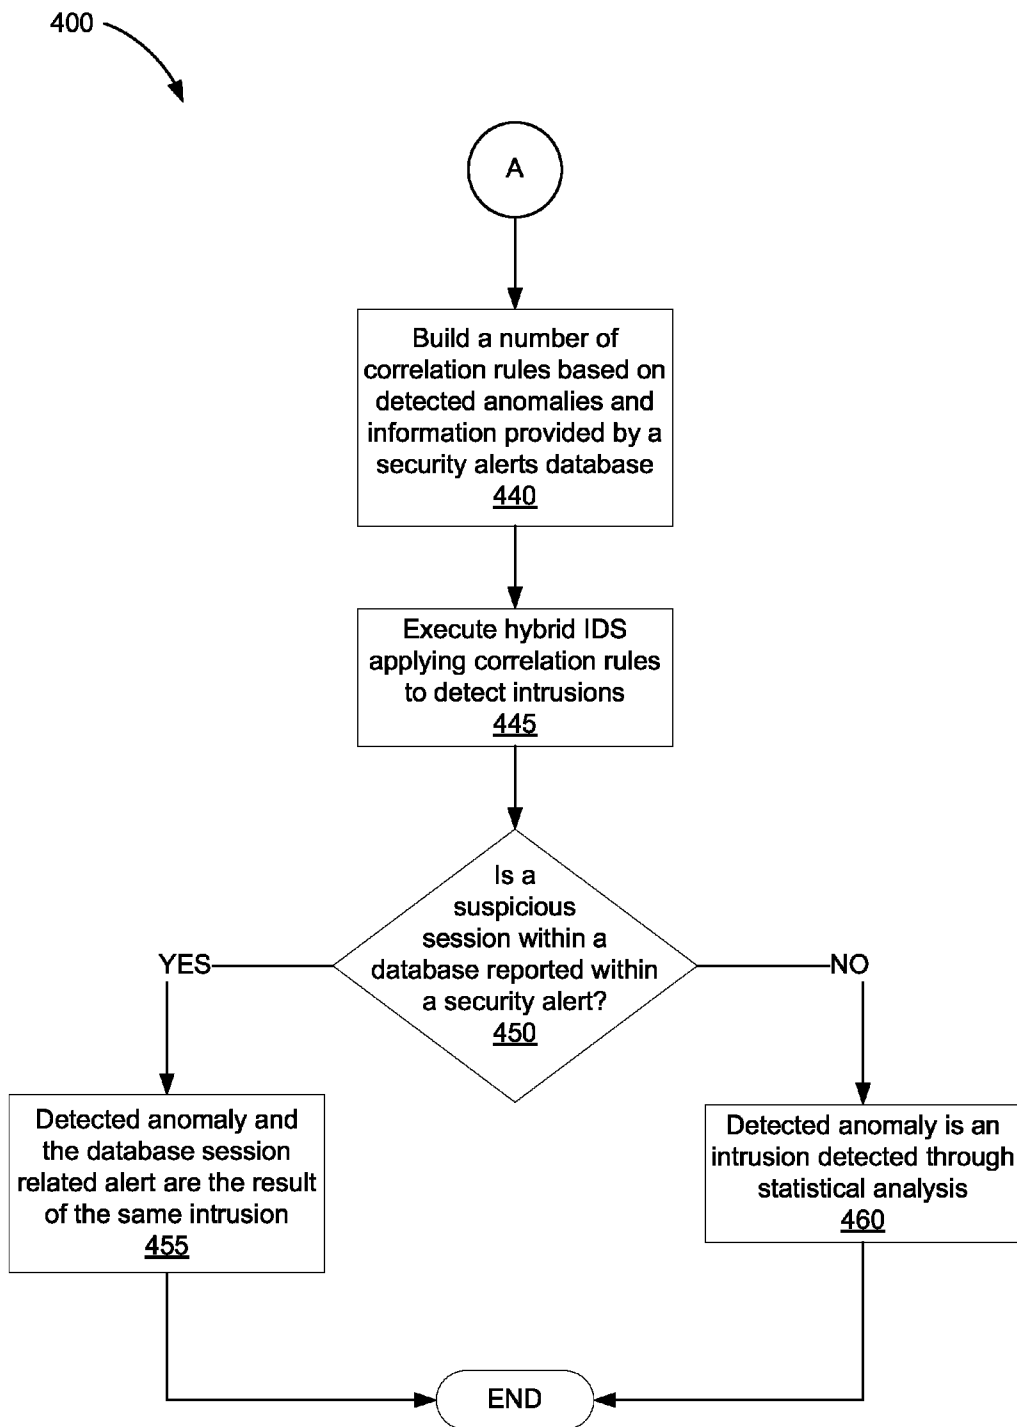 400
A
Build a number of
correlation rules based on
detected anomalies and
information provided by a
security alerts database
440
Execute hybrid IDS
applying correlation rules
to detect intrusions
445
Is a
suspicious
session within a
database reported within
a security alert?
450
YES
NO
Detected anomaly and
the database session
related alert are the result
of the same intrusion
455
Detected anomaly is an
intrusion detected through
statistical analysis
460
END